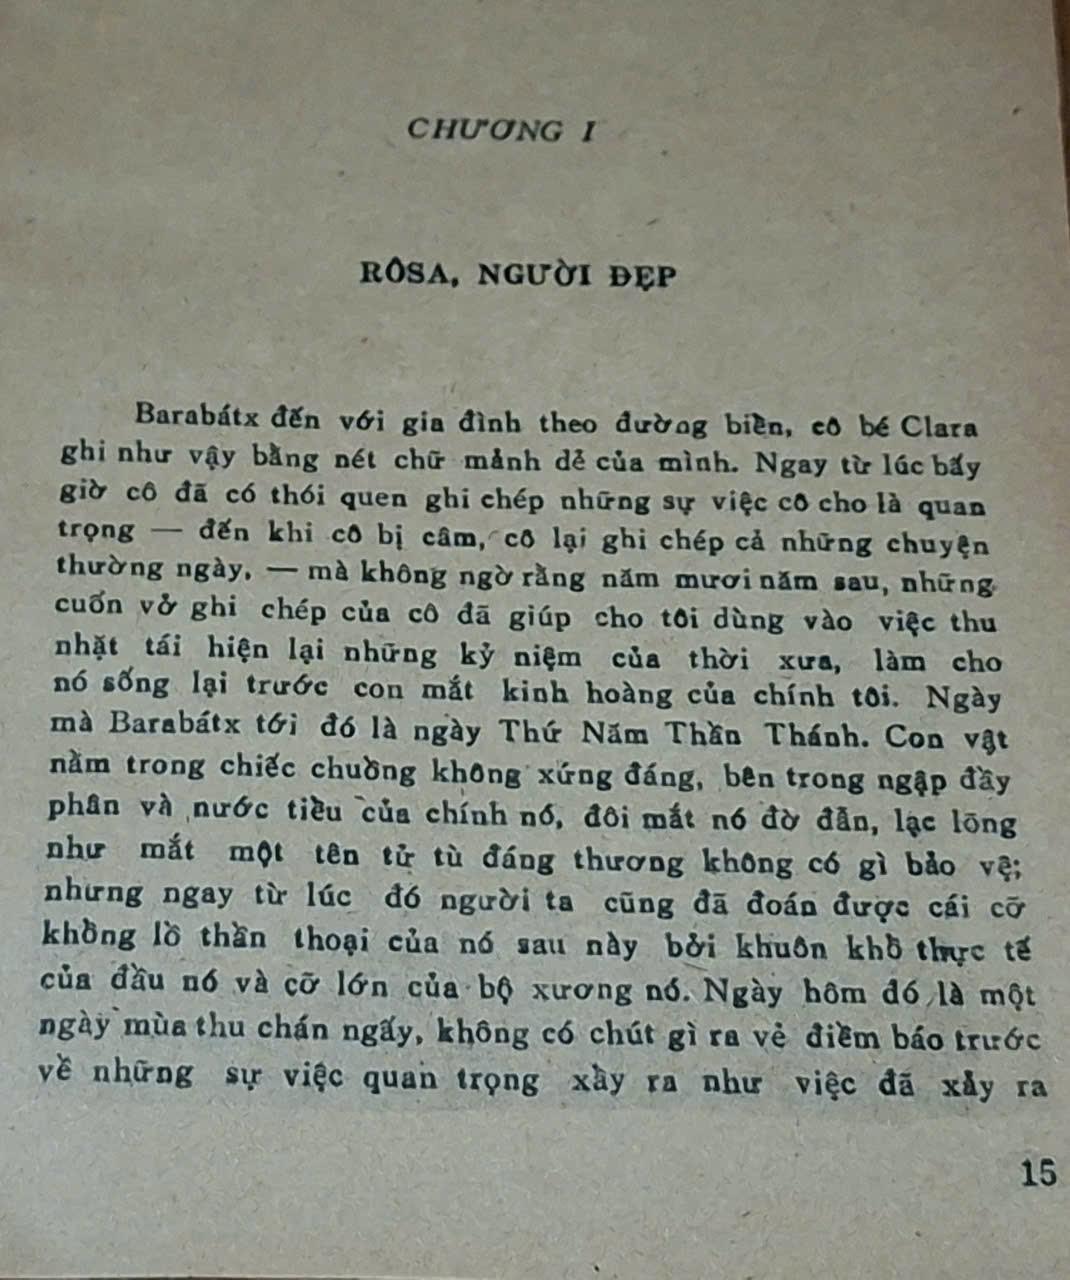 CHƯƠNG I
RÔSA, NGƯỜI ĐẸP
Barabátx đến với gia đình theo đường biển, cô bé Clara
ghi như vậy bằng nét chữ mảnh dẻ của mình. Ngay từ lúc bấy
giờ cô đã có thói quen ghi chép những sự việc cô cho là quan
trọng — đến khi cô bị câm, cô lại ghi chép cả những chuyện
thường ngày, — mà không ngờ rằng năm mươi năm sau, những
cuốn vở ghi chép của cô đã giúp cho tôi dùng vào việc thu
nhặt tái hiện lại những kỷ niệm của thời xưa, làm cho
nó sống lại trước con mắt kinh hoàng của chính tôi. Ngày
mà Barabátx tới đó là ngày Thứ Năm Thần Thánh. Con vật
nằm trong chiếc chuồng không xứng đáng, bên trong ngập đầy
phân và nước tiểu của chính nó, đôi mắt nó đờ đẫn, lạc lõng
như mắt một tên tử tù đáng thương không có gì bảo vệ;
nhưng ngay từ lúc đó người ta cũng đã đoán được cái cỡ
khổng lồ thần thoại của nó sau này bởi khuôn khổ thực tế
của đầu nó và cỡ lớn của bộ xương nó. Ngày hôm đó là một
ngày mùa thu chán ngấy, không có chút gì ra vẻ điềm báo trước
về những sự việc quan trọng xảy ra như việc đã xảy ra
15